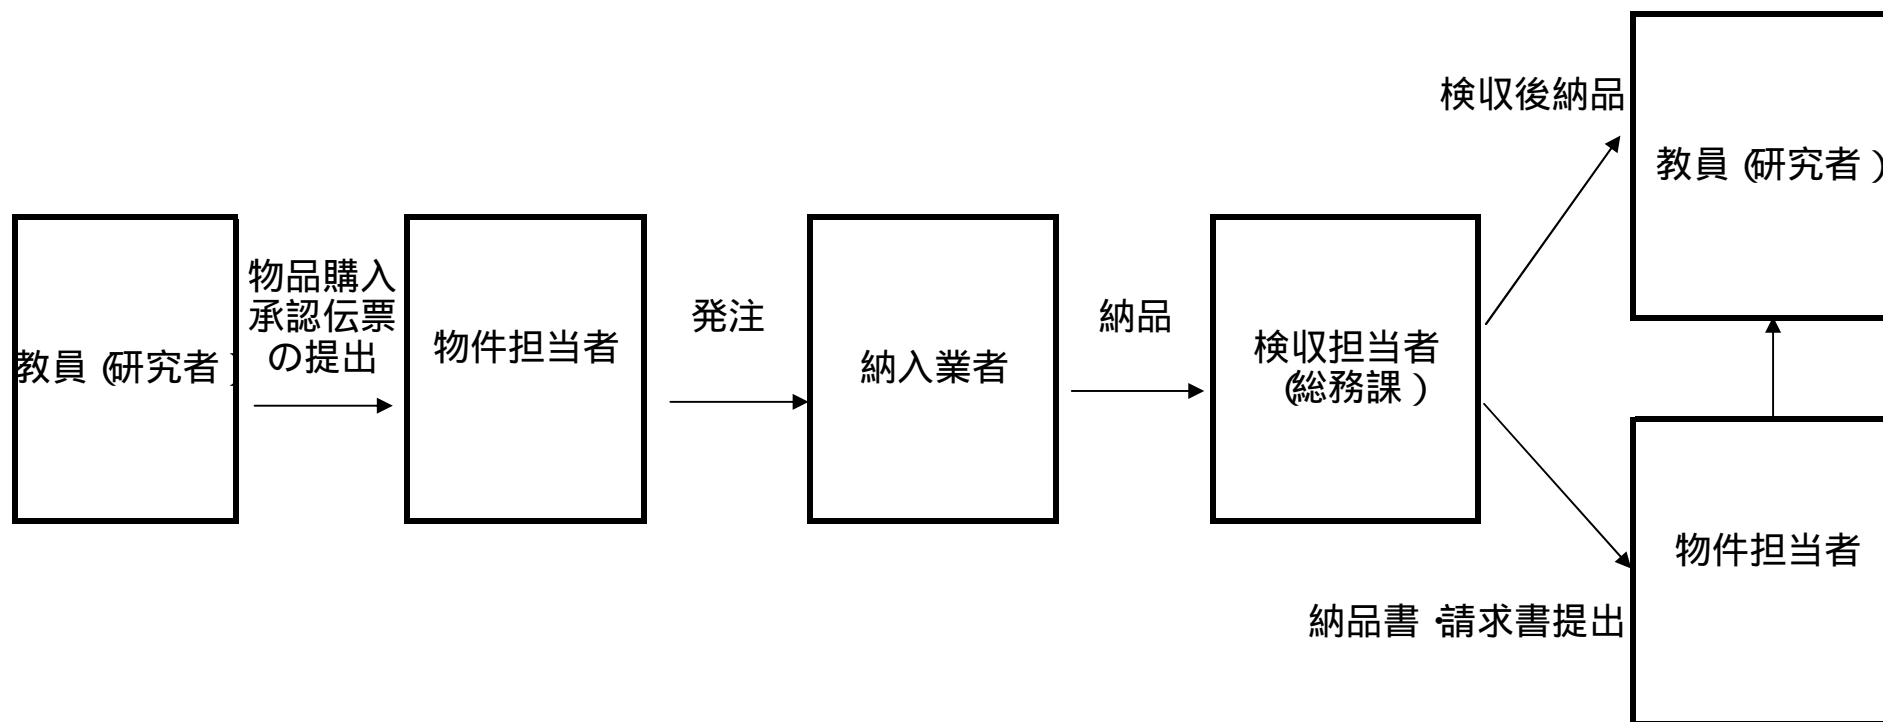 教員（研究者）
物品購入
承認伝票
の提出
物件担当者
発注
納入業者
納品
検収担当者
（総務課）
検収後納品
教員（研究者）
納品書・請求書提出
物件担当者